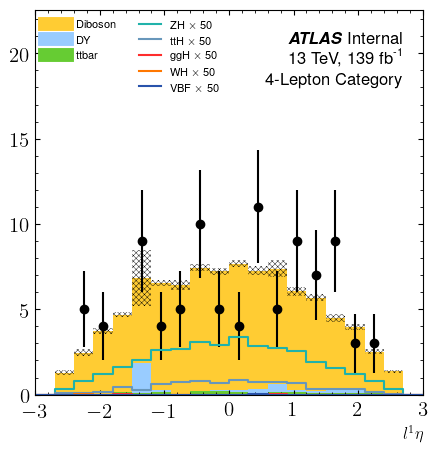 Diboson
DY
ttbar
ZH × 50
ttH × 50
ggH × 50
WH × 50
VBF × 50
ATLAS Internal
13 TeV, 139 fb⁻¹
4-Lepton Category
20
15
10
5
0
−3 −2 −1 0 1 2 3
l¹η